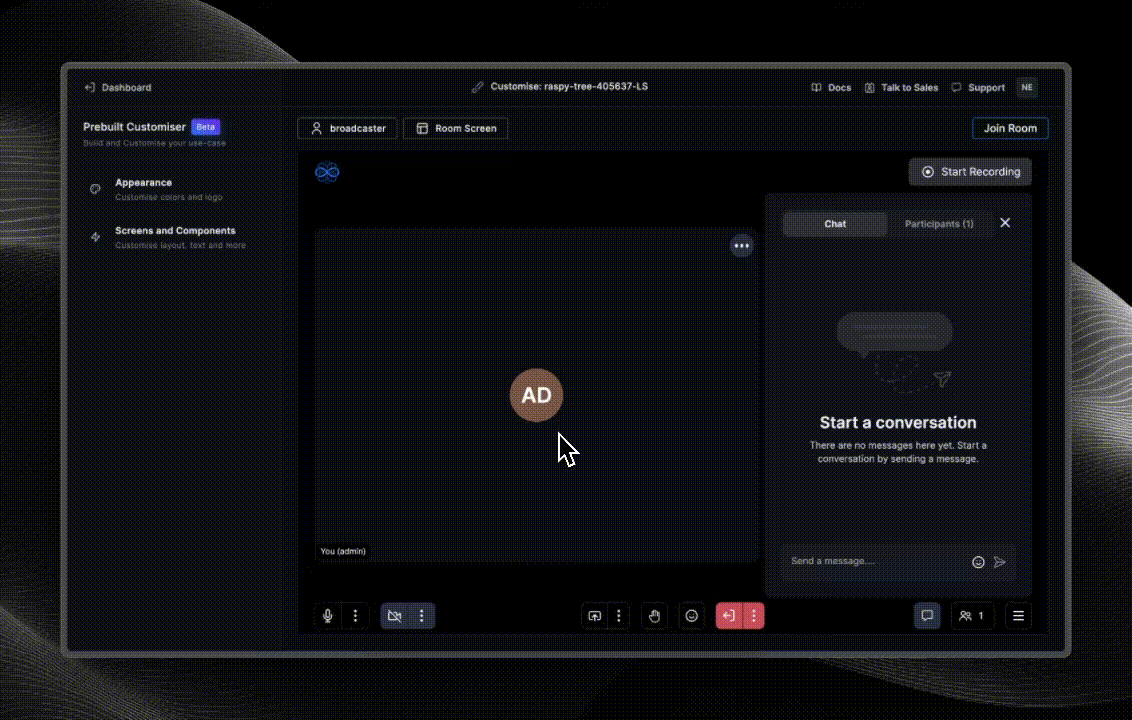 Dashboard
Customise: raspy-tree-405637-LS
Docs
Talk to Sales
Support
NE
Prebuilt Customiser Beta
Build and Customise your use-case
Appearance
Customise colors and logo
Screens and Components
Customise layout, text and more
broadcaster
Room Screen
Join Room
Start Recording
Chat
Participants (1)
AD
Start a conversation
There are no messages here yet. Start a
conversation by sending a message.
You (admin)
Send a message....
1